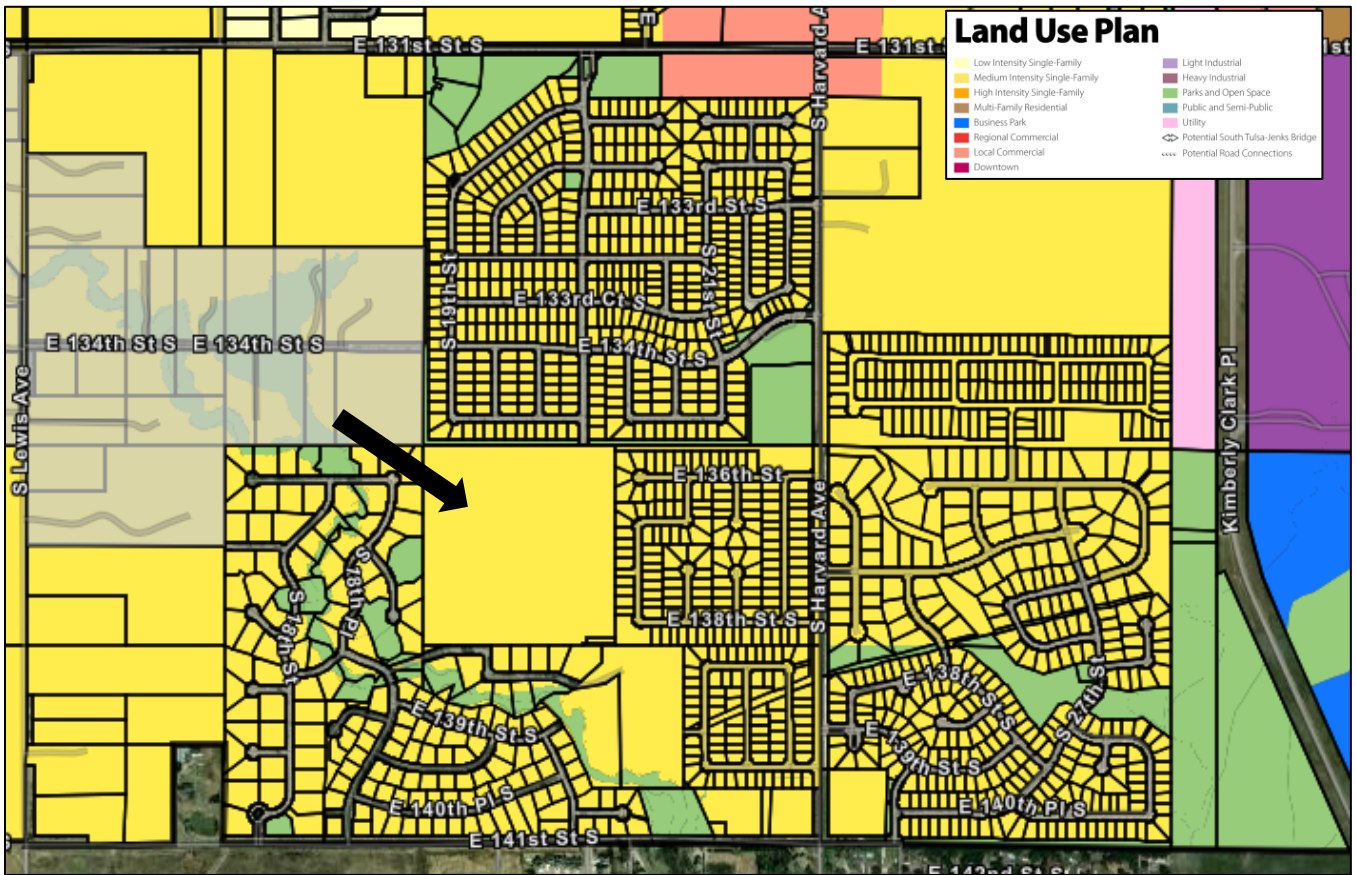 E 131st St S
S Harvard A
E 131st
1st
Land Use Plan
Low Intensity Single-Family
Medium Intensity Single-Family
High Intensity Single-Family
Multi-Family Residential
Business Park
Regional Commercial
Local Commercial
Downtown
Light Industrial
Heavy Industrial
Parks and Open Space
Public and Semi-Public
Utility
Potential South Tulsa-Jenks Bridge
Potential Road Connections
E 133rd St S
S 19th St
S 21st St
E 133rd Ct S
E 134th St S
E 134th St S
E 134th St S
S Lewis Ave
Kimberly Clark Pl
E 136th St
S Harvard Ave
S 18th Pl
S 18th St
E 138th St S
E 138th St S
S 27th St
E 139th St S
E 139th St S
E 140th Pl S
E 140th Pl S
E 141st St S
E 142nd St S